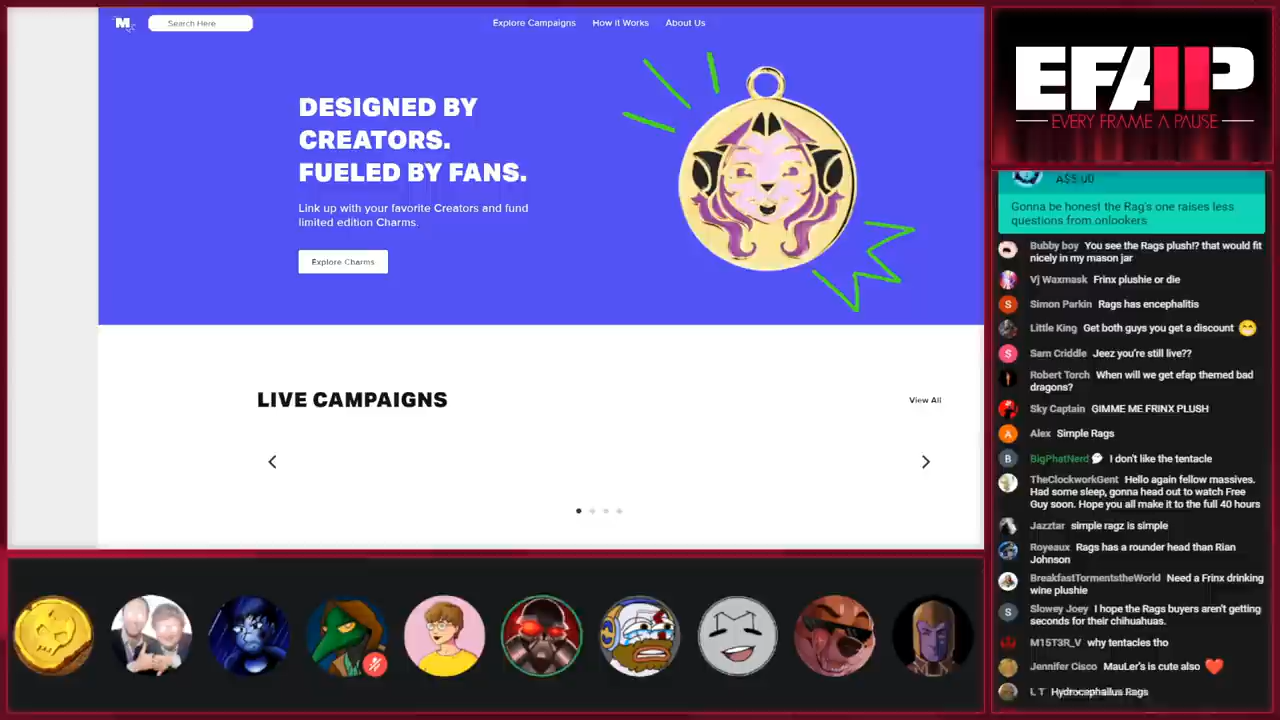 M
Search Here
Explore Campaigns
How it Works
About Us
DESIGNED BY
CREATORS.
FUELED BY FANS.
Link up with your favorite Creators and fund
limited edition Charms.
Explore Charms
LIVE CAMPAIGNS
View All
EFAP
EVERY FRAME A PAUSE
A$5.00
Gonna be honest the Rag's one raises less
questions from onlookers
Bubby boy You see the Rags plush!? that would fit
nicely in my mason jar
Vj Waxmask Frinx plushie or die
Simon Parkin Rags has encephalitis
Little King Get both guys you get a discount
Sam Criddle Jeez you're still live??
Robert Torch When will we get efap themed bad
dragons?
Sky Captain GIMME ME FRINX PLUSH
Alex Simple Rags
BigPhatNerd I don't like the tentacle
TheClockworkGent Hello again fellow massives.
Had some sleep, gonna head out to watch Free
Guy soon. Hope you all make it to the full 40 hours
Jazztar simple ragz is simple
Royeaux Rags has a rounder head than Rian
Johnson
BreakfastTormentstheWorld Need a Frinx drinking
wine plushie
Slowey Joey I hope the Rags buyers aren't getting
seconds for their chihuahuas.
M15T3R_V why tentacles tho
Jennifer Cisco MauLer's is cute also
L T Hydrocephallus Rags